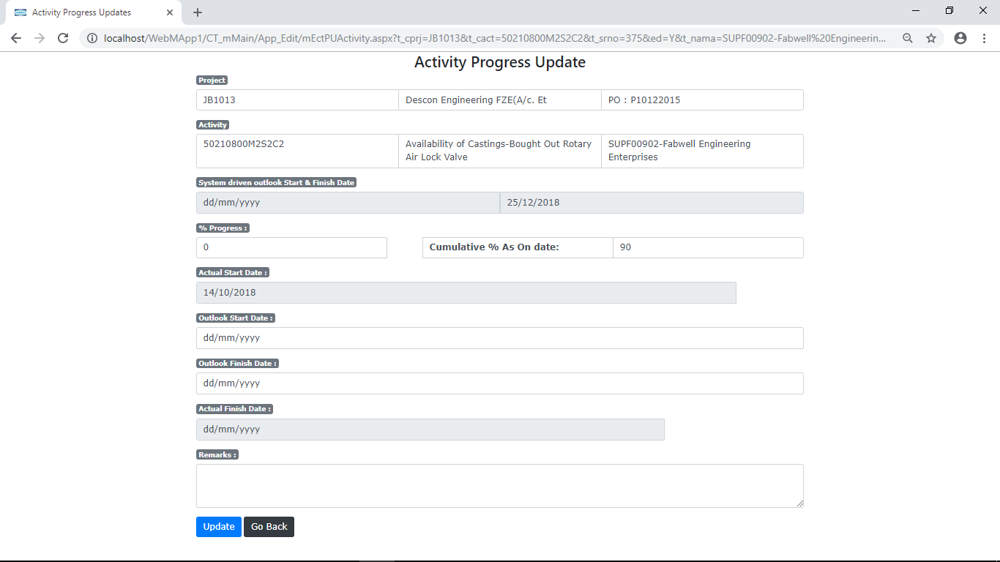 Activity Progress Updates
localhost/WebMApp1/CT_mMain/App_Edit/mEctPUActivity.aspx?t_cprj=JB1013&t_cact=50210800M2S2C2&t_srno=375&ed=Y&t_nama=SUPF00902-Fabwell%20Engineerin...
Activity Progress Update
Project
JB1013 Descon Engineering FZE(A/c. Et PO : P10122015
Activity
50210800M2S2C2 Availability of Castings-Bought Out Rotary SUPF00902-Fabwell Engineering
Air Lock Valve Enterprises
System driven outlook Start & Finish Date
dd/mm/yyyy 25/12/2018
% Progress :
0 Cumulative % As On date: 90
Actual Start Date :
14/10/2018
Outlook Start Date :
dd/mm/yyyy
Outlook Finish Date :
dd/mm/yyyy
Actual Finish Date :
dd/mm/yyyy
Remarks :
Update Go Back